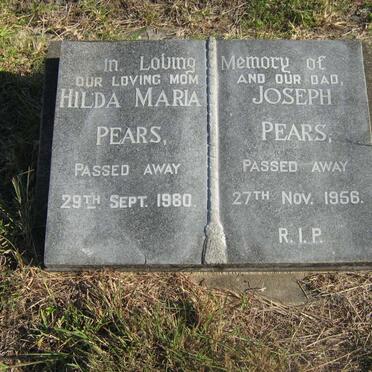 In Loving Memory of
OUR LOVING MOM
HILDA MARIA
PEARS,
PASSED AWAY
29TH SEPT. 1980.
AND OUR DAD,
JOSEPH
PEARS,
PASSED AWAY
27TH NOV. 1956.
R.I.P.